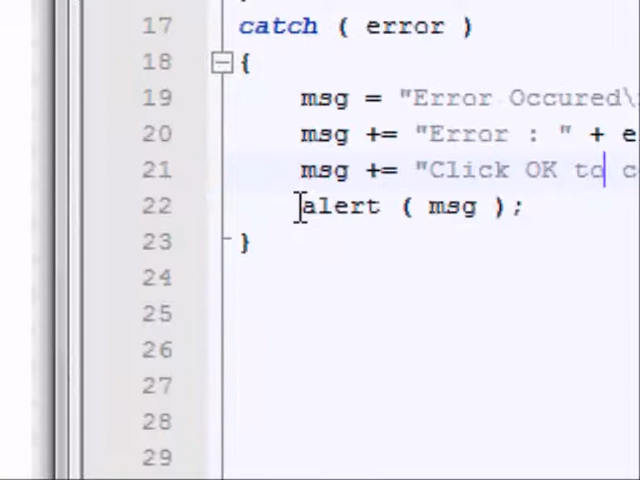 17 catch ( error )
18 {
19 msg = "Error Occured\
20 msg += "Error : " + e
21 msg += "Click OK to c
22 alert ( msg );
23 }
24
25
26
27
28
29